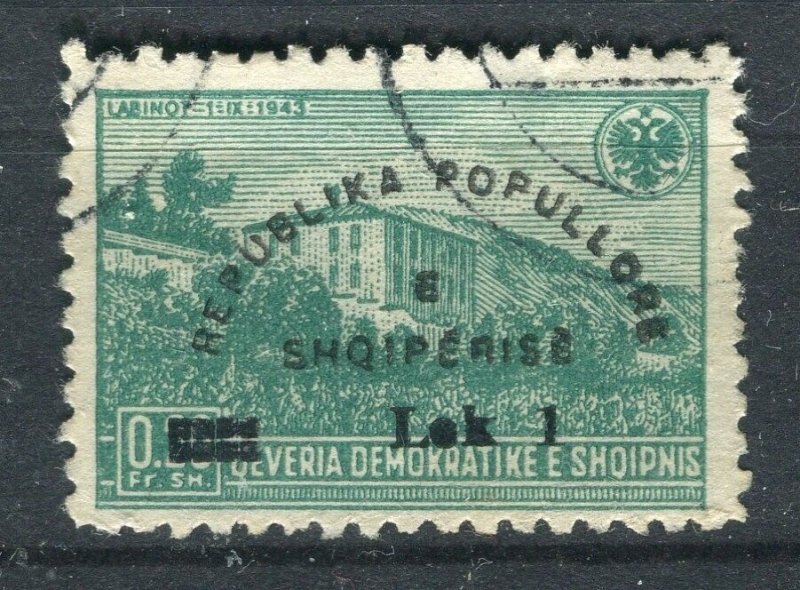 LABINOT-1-IX-1943
REPUBLIKA POPULLORE
E
SHQIPËRISË
Lek 1
QEVERIA DEMOKRATIKE E SHQIPNIS
Fr. SH.